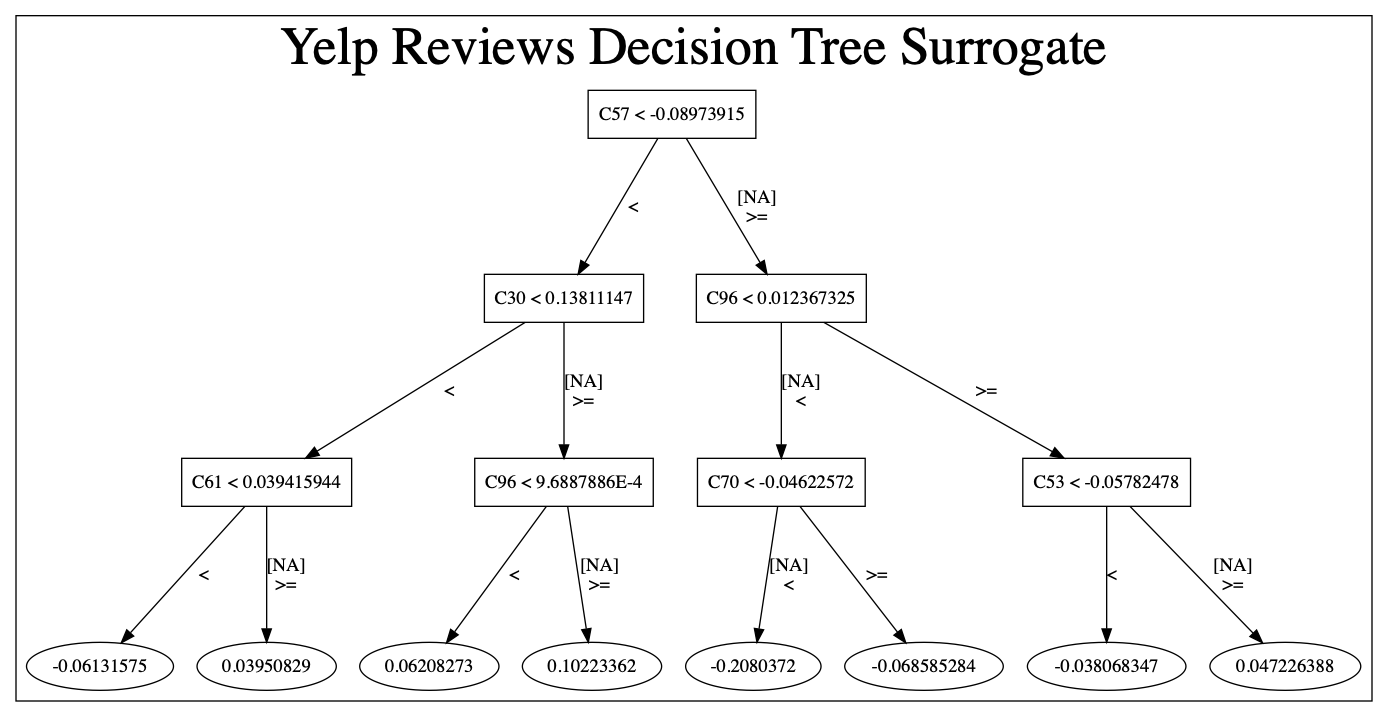 Yelp Reviews Decision Tree Surrogate
C57 < -0.08973915
<
[NA]
>=
C30 < 0.13811147
C96 < 0.012367325
<
[NA]
>=
[NA]
<
>=
C61 < 0.039415944
C96 < 9.6887886E-4
C70 < -0.04622572
C53 < -0.05782478
<
[NA]
>=
<
[NA]
>=
[NA]
<
>=
<
[NA]
>=
-0.06131575
0.03950829
0.06208273
0.10223362
-0.2080372
-0.068585284
-0.038068347
0.047226388